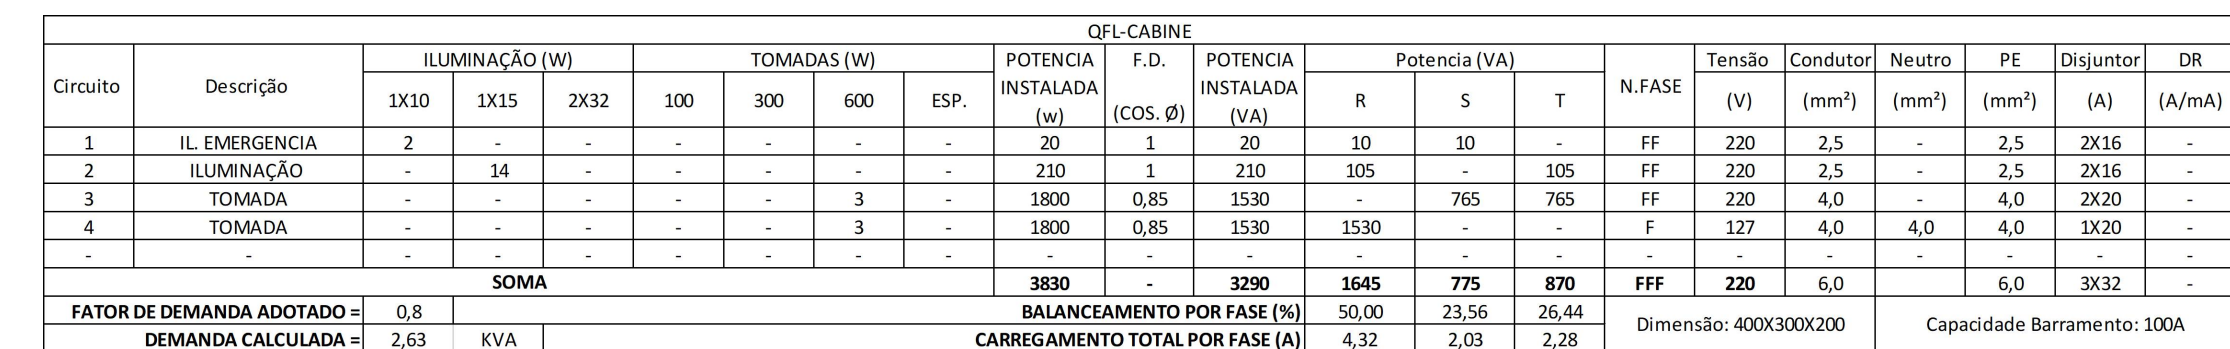 QFL-CABINE
Circuito Descrição ILUMINAÇÃO (W) TOMADAS (W) POTENCIA INSTALADA (w) F.D. (COS. Ø) POTENCIA INSTALADA (VA) Potencia (VA) N.FASE Tensão (V) Condutor (mm²) Neutro (mm²) PE (mm²) Disjuntor (A) DR (A/mA)
1X10 1X15 2X32 100 300 600 ESP. R S T
1 IL. EMERGENCIA 2 - - - - - - 20 1 20 10 10 - FF 220 2,5 - 2,5 2X16 -
2 ILUMINAÇÃO - 14 - - - - - 210 1 210 105 - 105 FF 220 2,5 - 2,5 2X16 -
3 TOMADA - - - - - 3 - 1800 0,85 1530 - 765 765 FF 220 4,0 - 4,0 2X20 -
4 TOMADA - - - - - 3 - 1800 0,85 1530 1530 - - F 127 4,0 4,0 4,0 1X20 -
- - - - - - - - - - - - - - - - - - - - - -
SOMA 3830 - 3290 1645 775 870 FFF 220 6,0 6,0 3X32 -
FATOR DE DEMANDA ADOTADO = 0,8 BALANCEAMENTO POR FASE (%) 50,00 23,56 26,44 Dimensão: 400X300X200 Capacidade Barramento: 100A
DEMANDA CALCULADA = 2,63 KVA CARREGAMENTO TOTAL POR FASE (A) 4,32 2,03 2,28